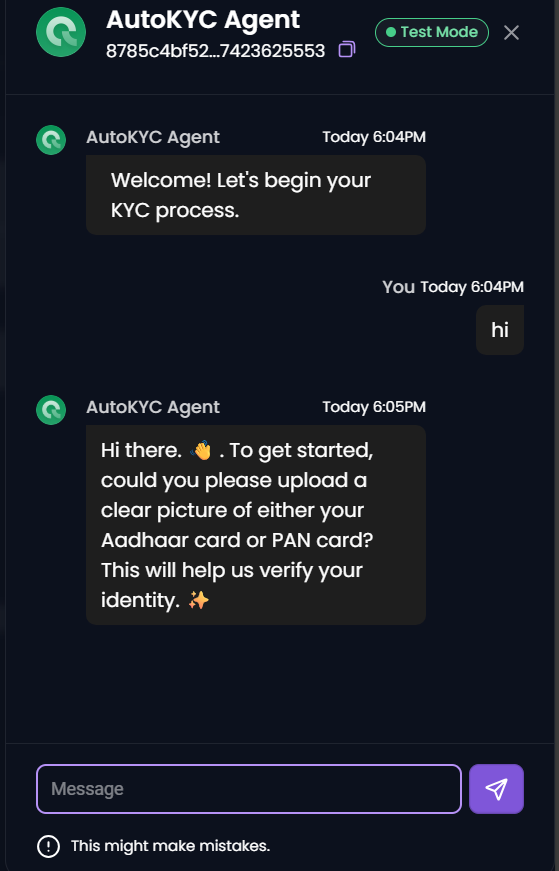 AutoKYC Agent
8785c4bf52...7423625553
Test Mode
AutoKYC Agent Today 6:04PM
Welcome! Let's begin your
KYC process.
You Today 6:04PM
hi
AutoKYC Agent Today 6:05PM
Hi there. 👋 . To get started,
could you please upload a
clear picture of either your
Aadhaar card or PAN card?
This will help us verify your
identity. ✨
Message
This might make mistakes.